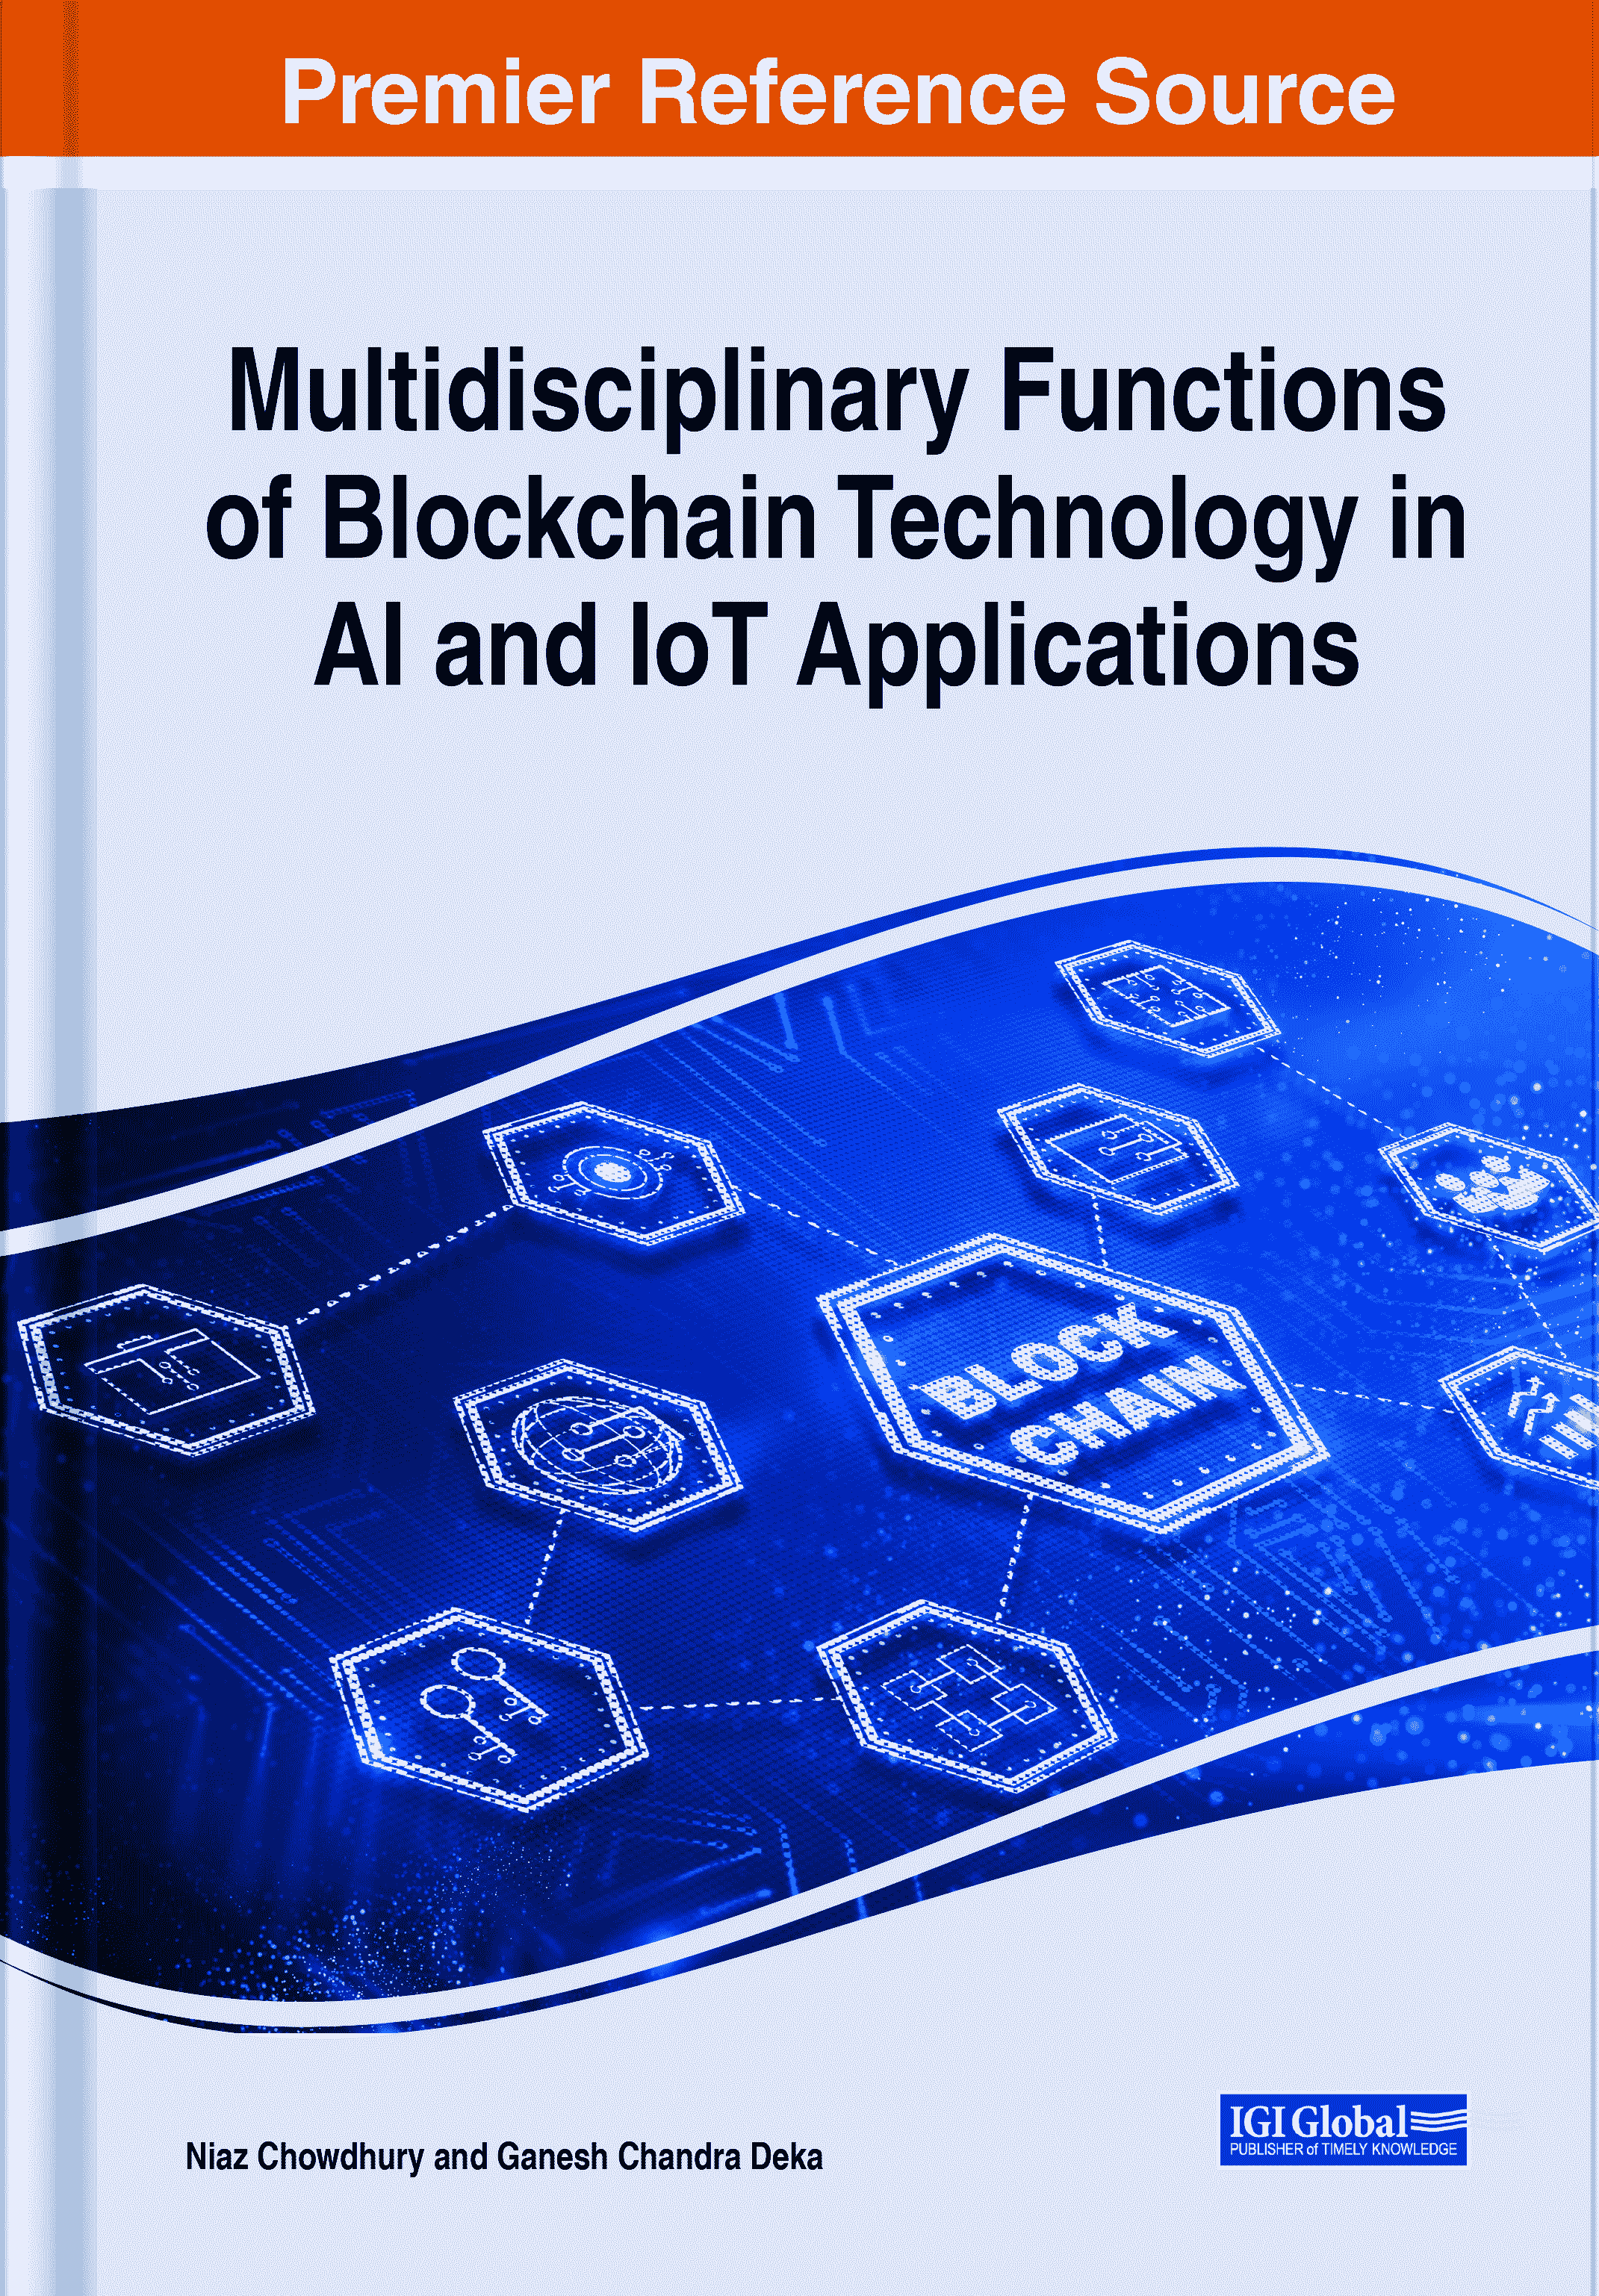 Premier Reference Source
Multidisciplinary Functions
of Blockchain Technology in
AI and IoT Applications
BLOCK
CHAIN
Niaz Chowdhury and Ganesh Chandra Deka
IGI Global
PUBLISHER of TIMELY KNOWLEDGE